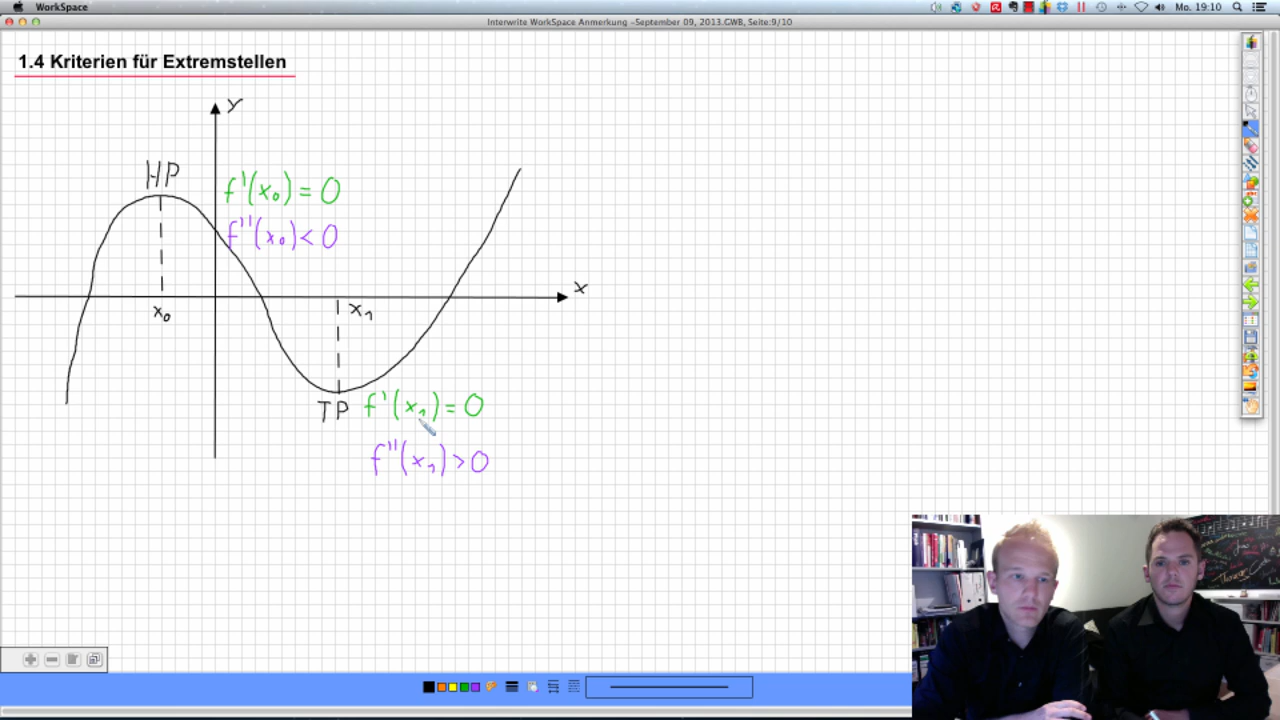 WorkSpace
Mo. 19:10
Interwrite WorkSpace Anmerkung –September 09, 2013.GWB, Seite:9/10
1.4 Kriterien für Extremstellen
y
HP
f'(x₀) = 0
f''(x₀) < 0
x
x₀
x₁
TP
f'(x₁) = 0
f''(x₁) > 0